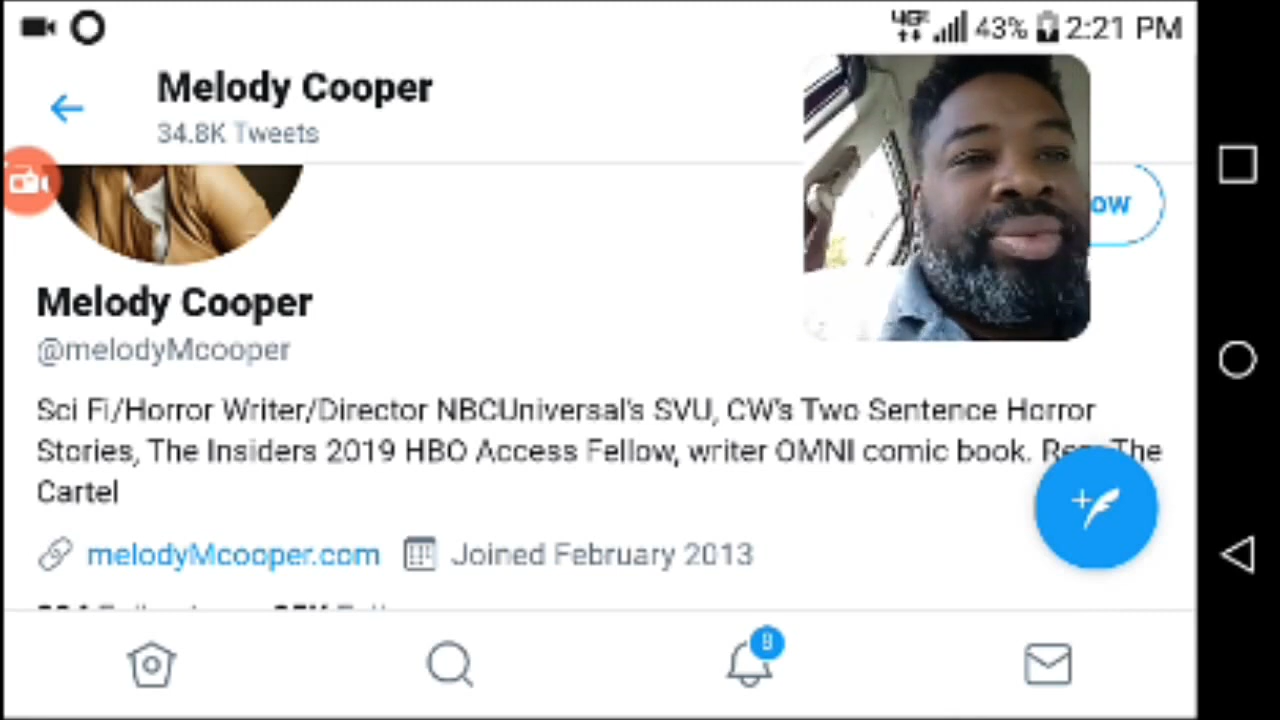 4G 43% 2:21 PM
Melody Cooper
34.8K Tweets
ow
Melody Cooper
@melodyMcooper
Sci Fi/Horror Writer/Director NBCUniversal's SVU, CW's Two Sentence Horror
Stories, The Insiders 2019 HBO Access Fellow, writer OMNI comic book. The
Cartel
melodyMcooper.com Joined February 2013
8